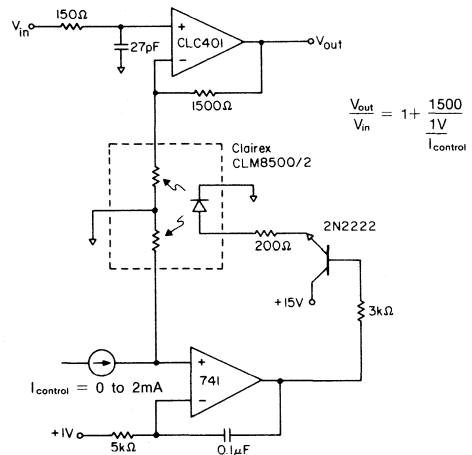 150Ω
V_in
+
CLC401
−
V_out
27pF
1500Ω
V_out / V_in = 1 + 1500 / (1V / I_control)
Clairex
CLM8500/2
2N2222
200Ω
+15V
3kΩ
+
741
−
I_control = 0 to 2mA
+1V
5kΩ
0.1μF